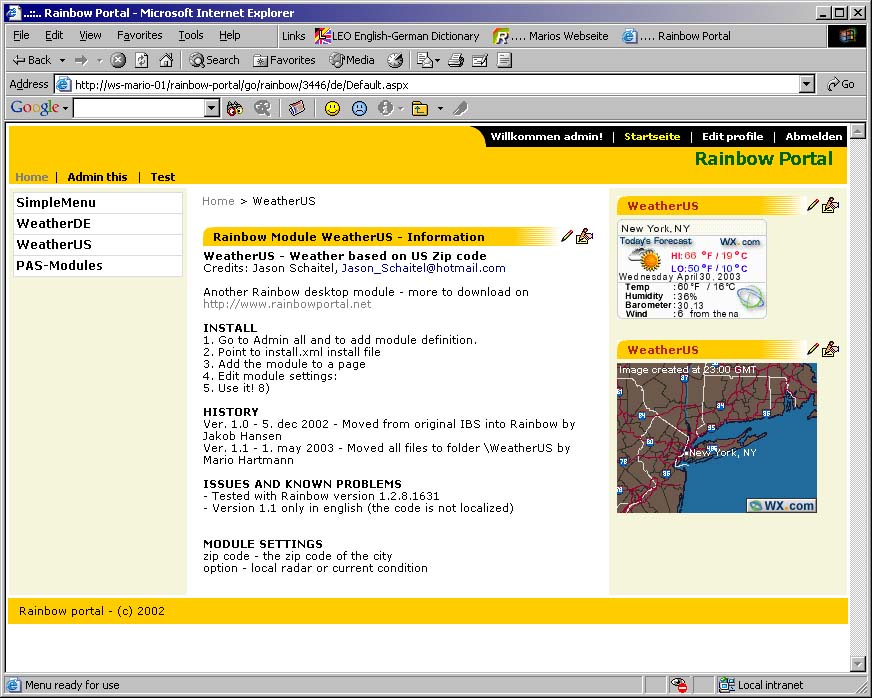 ..::.. Rainbow Portal - Microsoft Internet Explorer
File Edit View Favorites Tools Help Links LEO English-German Dictionary .... Marios Webseite .... Rainbow Portal
Back Search Favorites Media
Address http://ws-mario-01/rainbow-portal/go/rainbow/3446/de/Default.aspx Go
Google
Willkommen admin! | Startseite | Edit profile | Abmelden
Rainbow Portal
Home | Admin this | Test
SimpleMenu
WeatherDE
WeatherUS
PAS-Modules
Home > WeatherUS
Rainbow Module WeatherUS - Information
WeatherUS - Weather based on US Zip code
Credits: Jason Schaitel, Jason_Schaitel@hotmail.com
Another Rainbow desktop module - more to download on
http://www.rainbowportal.net
INSTALL
1. Go to Admin all and to add module definition.
2. Point to install.xml install file
3. Add the module to a page
4. Edit module settings:
5. Use it! 8)
HISTORY
Ver. 1.0 - 5. dec 2002 - Moved from original IBS into Rainbow by
Jakob Hansen
Ver. 1.1 - 1. may 2003 - Moved all files to folder \WeatherUS by
Mario Hartmann
ISSUES AND KNOWN PROBLEMS
- Tested with Rainbow version 1.2.8.1631
- Version 1.1 only in english (the code is not localized)
MODULE SETTINGS
zip code - the zip code of the city
option - local radar or current condition
WeatherUS
New York, NY
Today's Forecast WX.com
HI: 66 °F / 19°C
LO: 50°F / 10°C
Wednesday April 30, 2003
Temp : 60°F / 16°C
Humidity : 36%
Barometer: 30.13
Wind : 6 from the na
WeatherUS
Image created at 23:00 GMT
87
81
84
84
95
80
95
495
New York, NY
78
95
76
WX.com
Rainbow portal - (c) 2002
Menu ready for use Local intranet